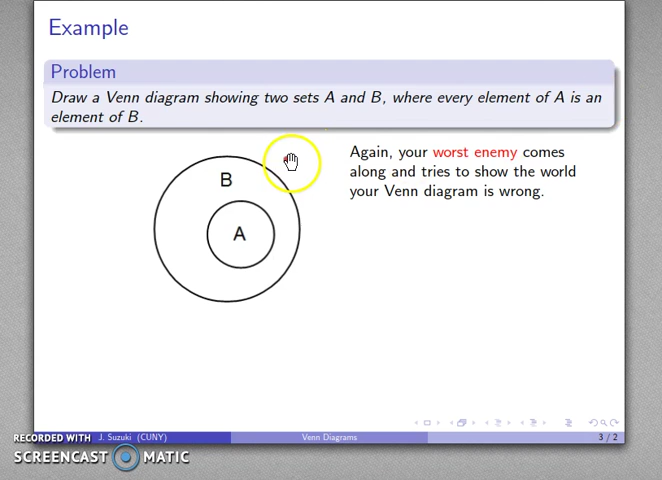 Example
Problem
Draw a Venn diagram showing two sets A and B, where every element of A is an
element of B.
B
A
Again, your worst enemy comes
along and tries to show the world
your Venn diagram is wrong.
J. Suzuki (CUNY)
Venn Diagrams
3 / 2
RECORDED WITH
SCREENCAST MATIC